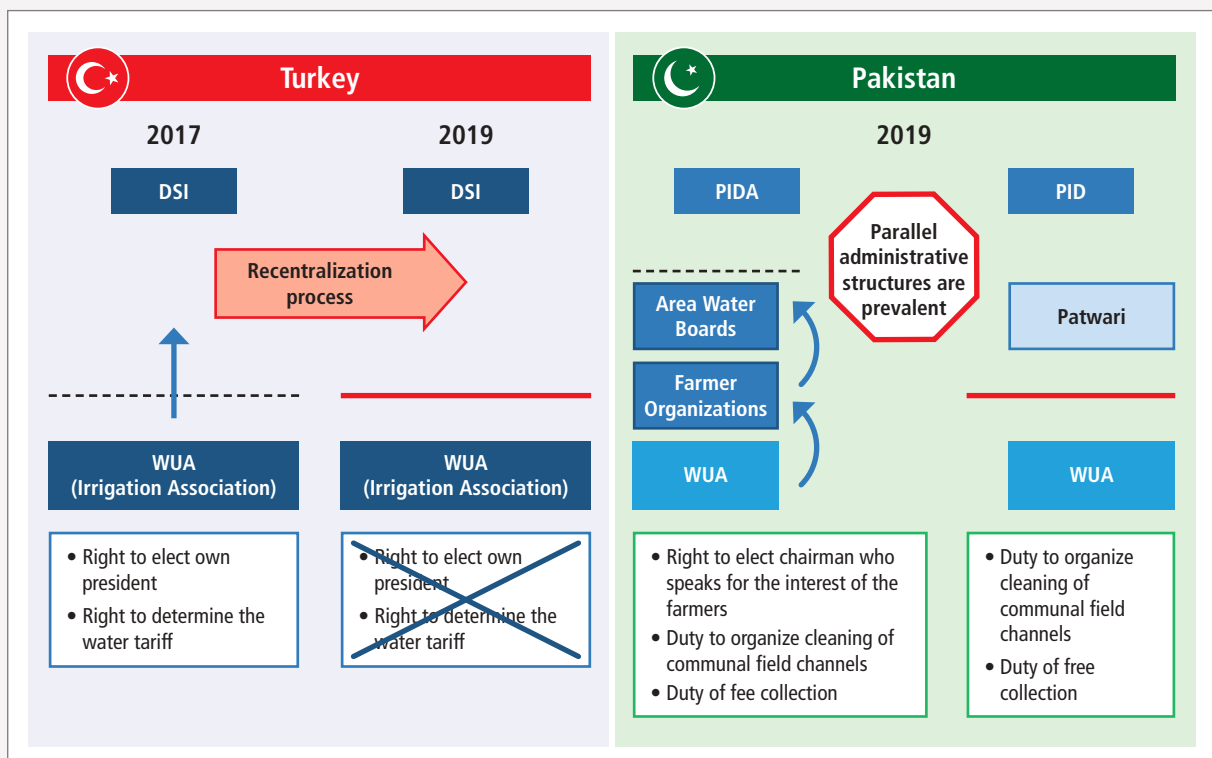 Turkey
2017
2019
DSI
DSI
Recentralization
process
WUA
(Irrigation Association)
WUA
(Irrigation Association)
• Right to elect own
president
• Right to determine the
water tariff
• Right to elect own
president
• Right to determine the
water tariff
Pakistan
2019
PIDA
PID
Parallel
administrative
structures are
prevalent
Area Water
Boards
Patwari
Farmer
Organizations
WUA
WUA
• Right to elect chairman who
speaks for the interest of the
farmers
• Duty to organize cleaning of
communal field channels
• Duty of fee collection
• Duty to organize
cleaning of
communal field
channels
• Duty of free
collection